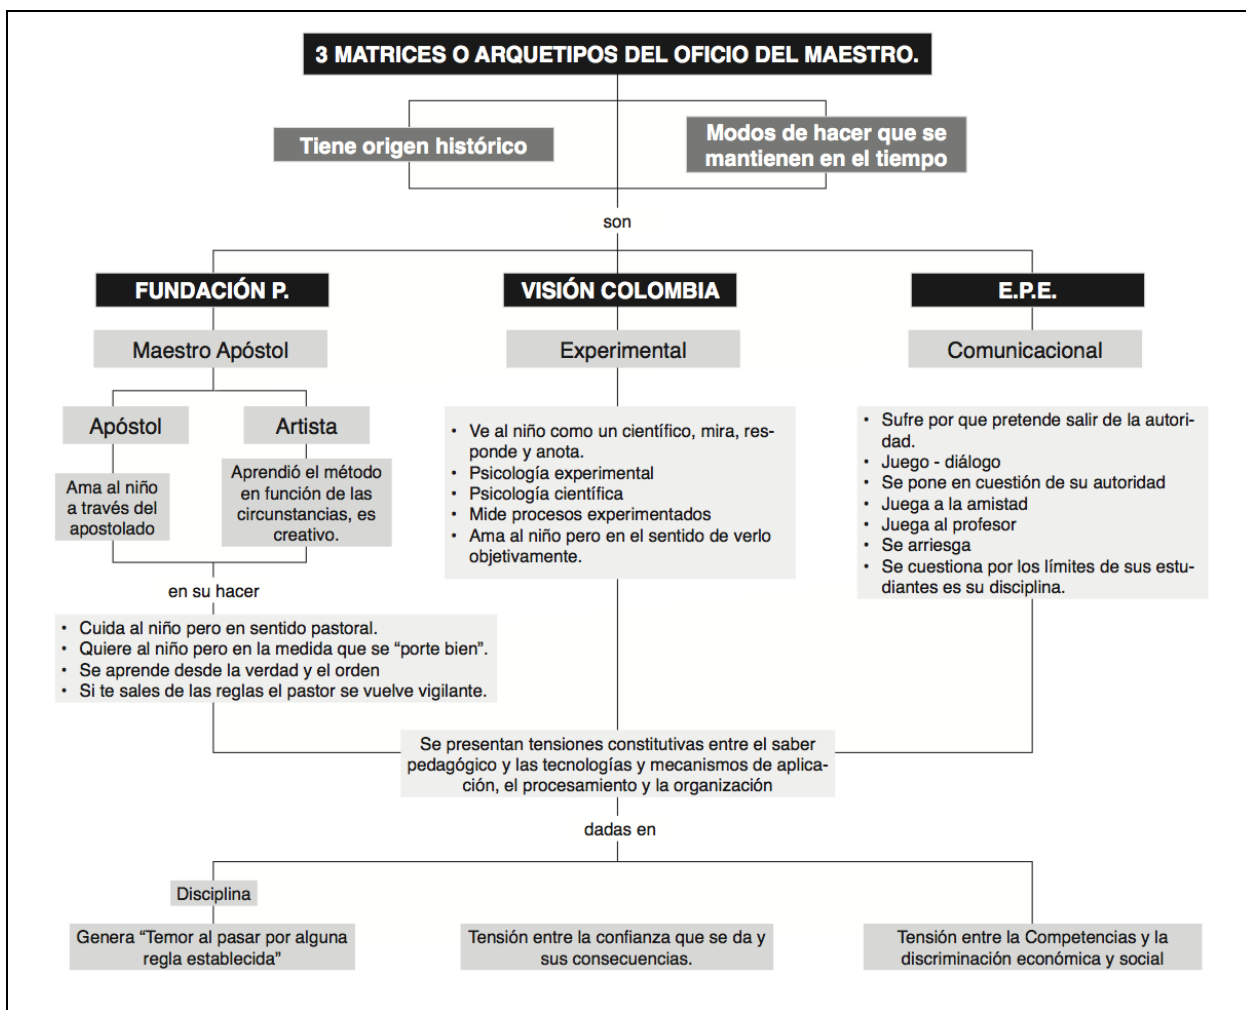 3 MATRICES O ARQUETIPOS DEL OFICIO DEL MAESTRO.
Tiene origen histórico
Modos de hacer que se
mantienen en el tiempo
son
FUNDACIÓN P.
Maestro Apóstol
Apóstol
Artista
Ama al niño
a través del
apostolado
Aprendió el método
en función de las
circunstancias, es
creativo.
en su hacer
• Cuida al niño pero en sentido pastoral.
• Quiere al niño pero en la medida que se “porte bien”.
• Se aprende desde la verdad y el orden
• Si te sales de las reglas el pastor se vuelve vigilante.
VISIÓN COLOMBIA
Experimental
• Ve al niño como un científico, mira, res-
ponde y anota.
• Psicología experimental
• Psicología científica
• Mide procesos experimentados
• Ama al niño pero en el sentido de verlo
objetivamente.
E.P.E.
Comunicacional
• Sufre por que pretende salir de la autori-
dad.
• Juego - diálogo
• Se pone en cuestión de su autoridad
• Juega a la amistad
• Juega al profesor
• Se arriesga
• Se cuestiona por los límites de sus estu-
diantes es su disciplina.
Se presentan tensiones constitutivas entre el saber
pedagógico y las tecnologías y mecanismos de aplica-
ción, el procesamiento y la organización
dadas en
Disciplina
Genera “Temor al pasar por alguna
regla establecida”
Tensión entre la confianza que se da y
sus consecuencias.
Tensión entre la Competencias y la
discriminación económica y social